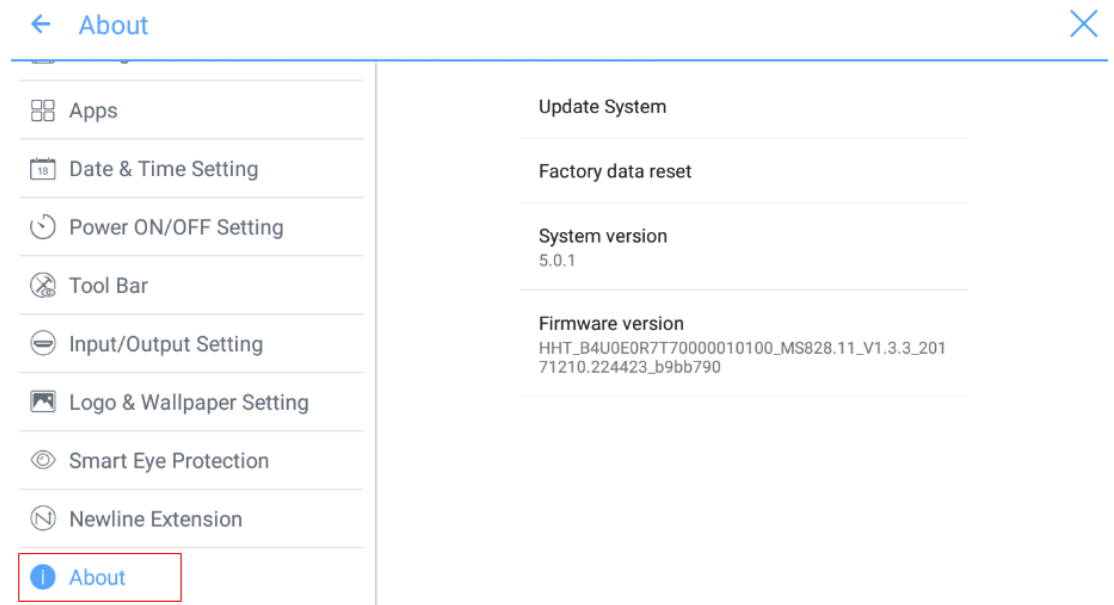 About
Apps
18
Date & Time Setting
Power ON/OFF Setting
Tool Bar
Input/Output Setting
Logo & Wallpaper Setting
Smart Eye Protection
Newline Extension
About
Update System
Factory data reset
System version
5.0.1
Firmware version
HHT_B4U0E0R7T70000010100_MS828.11_V1.3.3_201
71210.224423_b9bb790